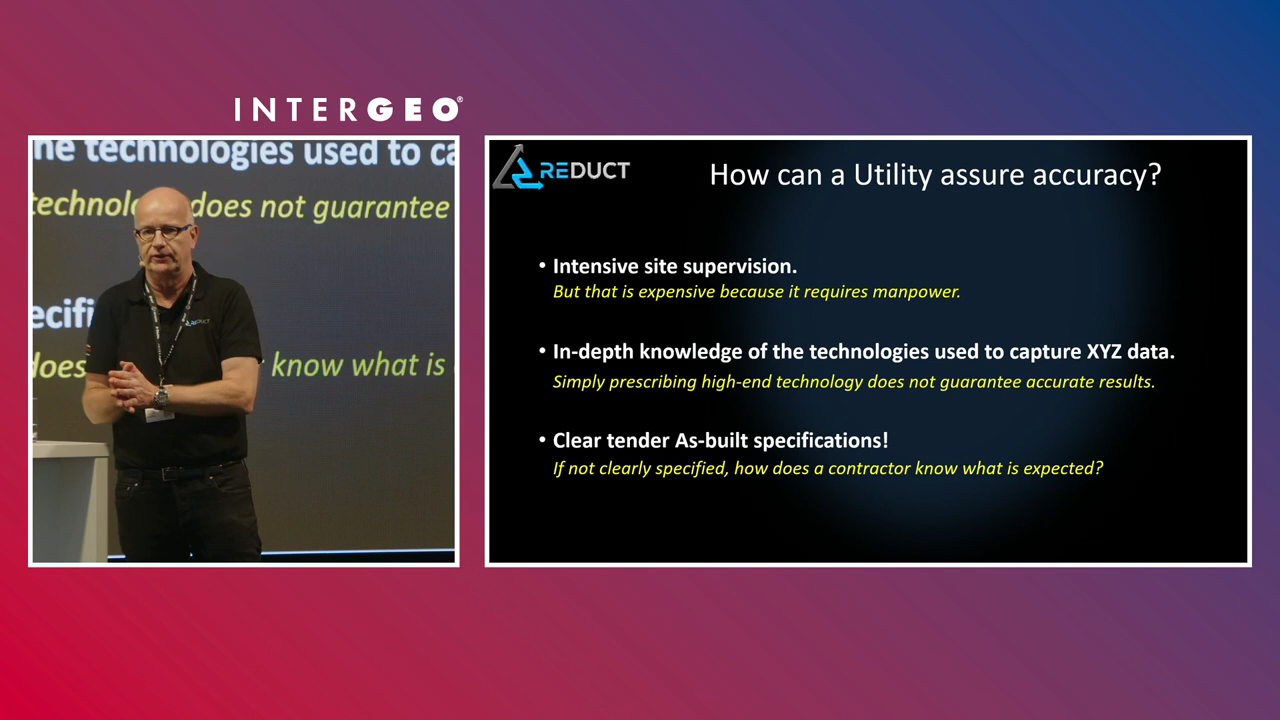 INTERGEO®
the technologies used to ca
technolo does not guarantee
ecifi
does know what is
REDUCT
REDUCT
How can a Utility assure accuracy?
• Intensive site supervision.
But that is expensive because it requires manpower.
• In-depth knowledge of the technologies used to capture XYZ data.
Simply prescribing high-end technology does not guarantee accurate results.
• Clear tender As-built specifications!
If not clearly specified, how does a contractor know what is expected?